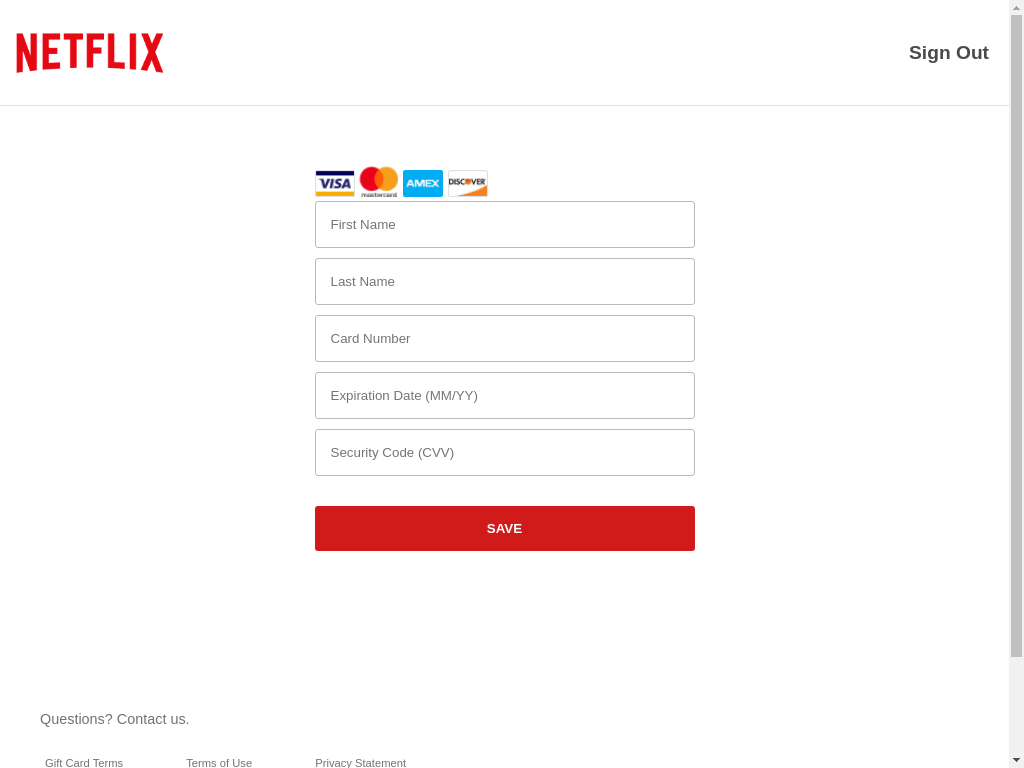 NETFLIX
Sign Out
VISA mastercard AMEX DISCOVER
First Name
Last Name
Card Number
Expiration Date (MM/YY)
Security Code (CVV)
SAVE
Questions? Contact us.
Gift Card Terms Terms of Use Privacy Statement